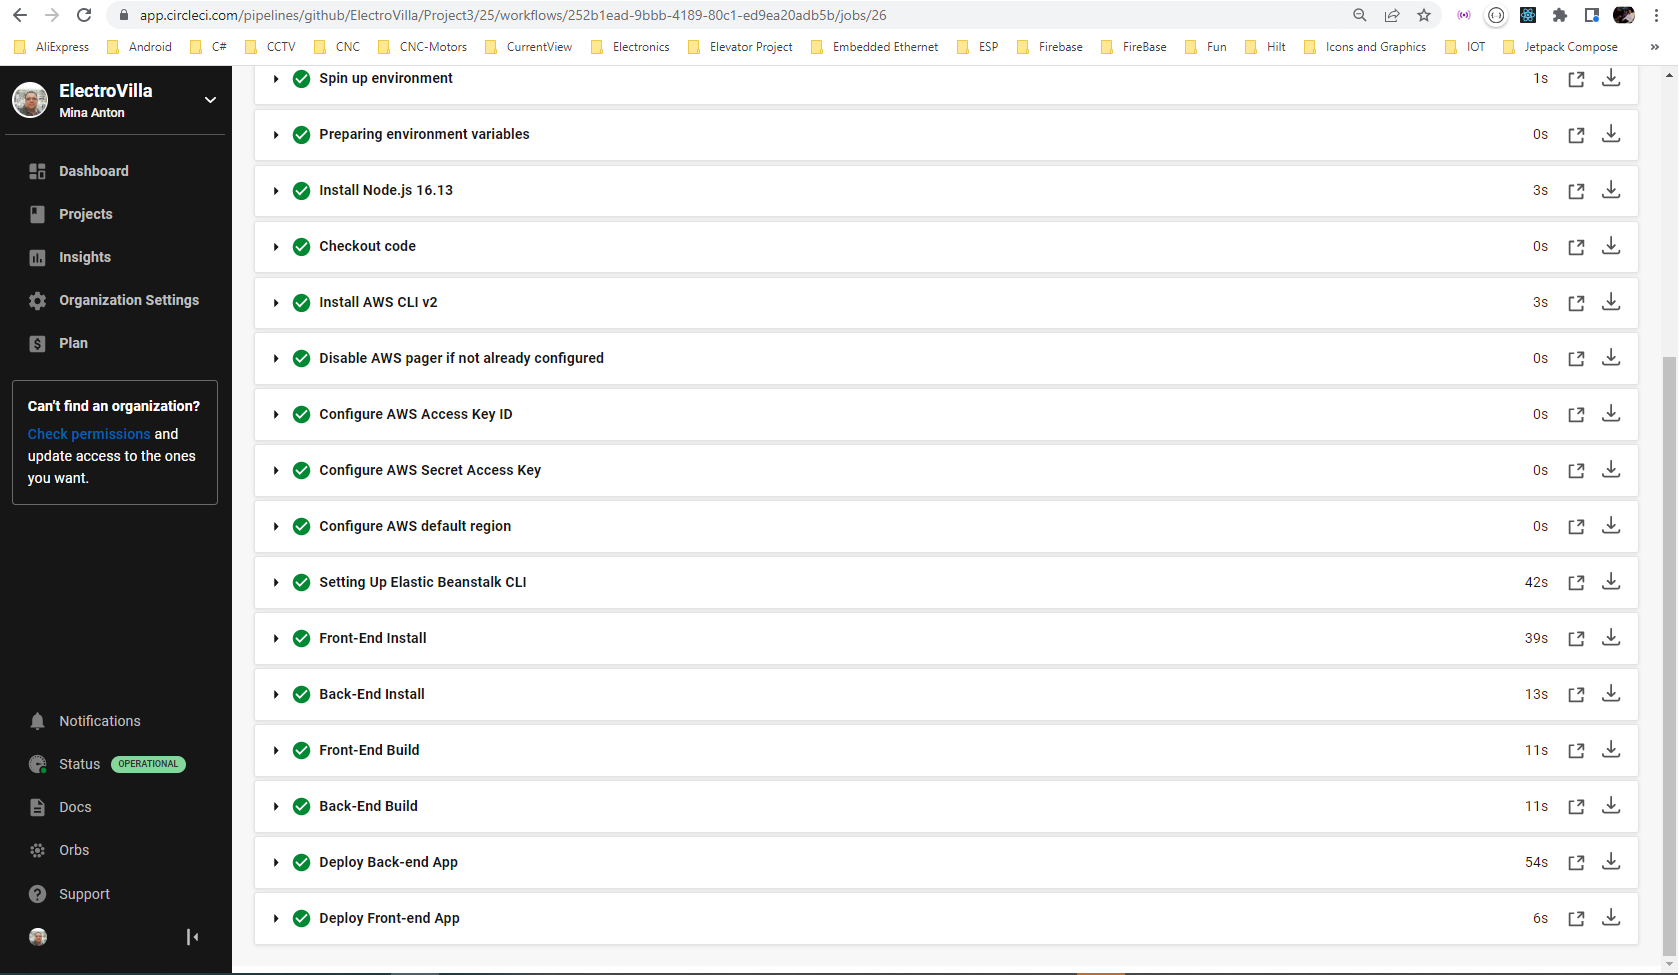 app.circleci.com/pipelines/github/ElectroVilla/Project3/25/workflows/252b1ead-9bbb-4189-80c1-ed9ea20adb5b/jobs/26
AliExpress Android C# CCTV CNC CNC-Motors CurrentView Electronics Elevator Project Embedded Ethernet ESP Firebase FireBase Fun Hilt Icons and Graphics IOT Jetpack Compose »
ElectroVilla
Mina Anton
Dashboard
Projects
Insights
Organization Settings
Plan
Can't find an organization?
Check permissions and
update access to the ones
you want.
Notifications
Status OPERATIONAL
Docs
Orbs
Support
Spin up environment 1s
Preparing environment variables 0s
Install Node.js 16.13 3s
Checkout code 0s
Install AWS CLI v2 3s
Disable AWS pager if not already configured 0s
Configure AWS Access Key ID 0s
Configure AWS Secret Access Key 0s
Configure AWS default region 0s
Setting Up Elastic Beanstalk CLI 42s
Front-End Install 39s
Back-End Install 13s
Front-End Build 11s
Back-End Build 11s
Deploy Back-end App 54s
Deploy Front-end App 6s